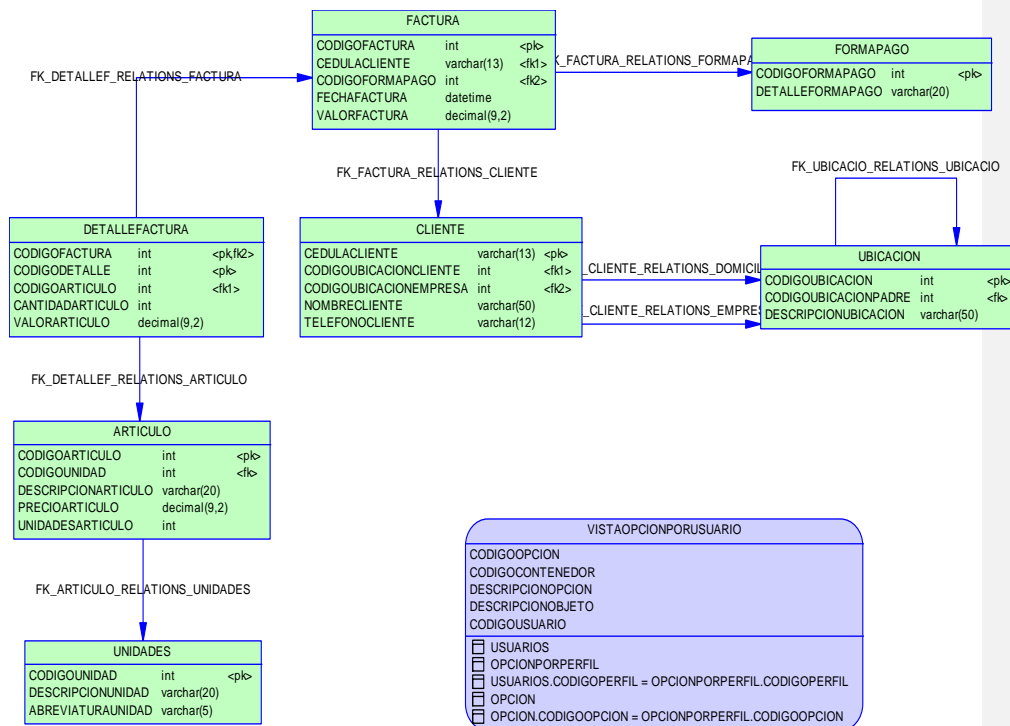 FACTURA
CODIGOFACTURA int <pk>
CEDULACLIENTE varchar(13) <fk1>
CODIGOFORMAPAGO int <fk2>
FECHAFACTURA datetime
VALORFACTURA decimal(9,2)
FK_DETALLEF_RELATIONS_FACTURA
K_FACTURA_RELATIONS_FORMAPA
FORMAPAGO
CODIGOFORMAPAGO int <pk>
DETALLEFORMAPAGO varchar(20)
FK_FACTURA_RELATIONS_CLIENTE
FK_UBICACIO_RELATIONS_UBICACIO
DETALLEFACTURA
CODIGOFACTURA int <pk,fk2>
CODIGODETALLE int <pk>
CODIGOARTICULO int <fk1>
CANTIDADARTICULO int
VALORARTICULO decimal(9,2)
CLIENTE
CEDULACLIENTE varchar(13) <pk>
CODIGOUBICACIONCLIENTE int <fk1>
CODIGOUBICACIONEMPRESA int <fk2>
NOMBRECLIENTE varchar(50)
TELEFONOCLIENTE varchar(12)
_CLIENTE_RELATIONS_DOMICIL
_CLIENTE_RELATIONS_EMPRES
UBICACION
CODIGOUBICACION int <pk>
CODIGOUBICACIONPADRE int <fk>
DESCRIPCIONUBICACION varchar(50)
FK_DETALLEF_RELATIONS_ARTICULO
ARTICULO
CODIGOARTICULO int <pk>
CODIGOUNIDAD int <fk>
DESCRIPCIONARTICULO varchar(20)
PRECIOARTICULO decimal(9,2)
UNIDADESARTICULO int
FK_ARTICULO_RELATIONS_UNIDADES
UNIDADES
CODIGOUNIDAD int <pk>
DESCRIPCIONUNIDAD varchar(20)
ABREVIATURAUNIDAD varchar(5)
VISTAOPCIONPORUSUARIO
CODIGOOPCION
CODIGOCONTENEDOR
DESCRIPCIONOPCION
DESCRIPCIONOBJETO
CODIGOUSUARIO
USUARIOS
OPCIONPORPERFIL
USUARIOS.CODIGOPERFIL = OPCIONPORPERFIL.CODIGOPERFIL
OPCION
OPCION.CODIGOOPCION = OPCIONPORPERFIL.CODIGOOPCION